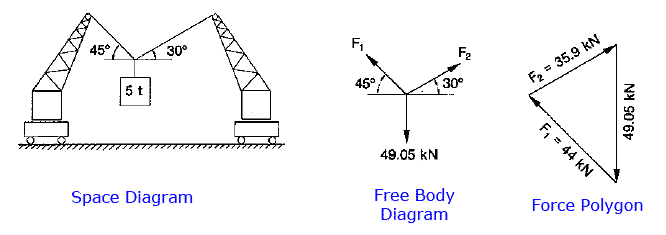 45°
30°
5 t
Space Diagram
F₁
F₂
45°
30°
49.05 kN
Free Body
Diagram
F₂ = 35.9 kN
F₁ = 44 kN
49.05 kN
Force Polygon